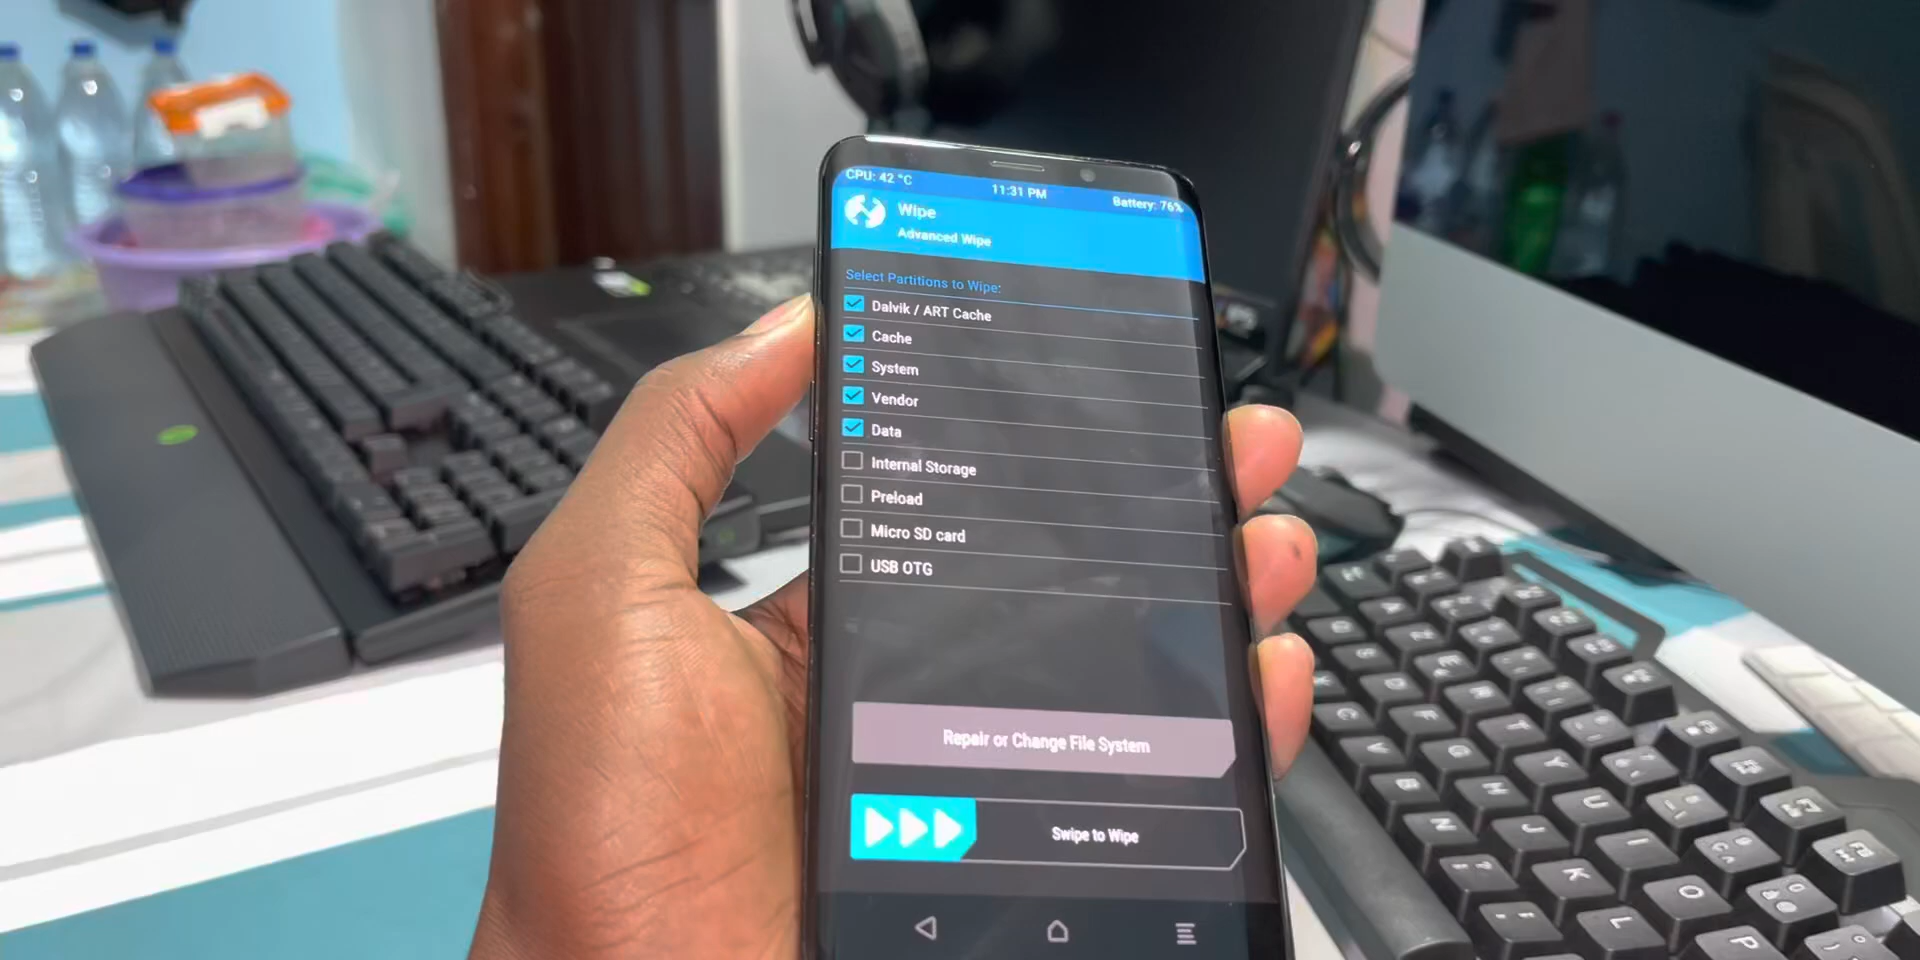 CPU: 42 °C
11:31 PM
Battery: 76%
Wipe
Advanced Wipe
Select Partitions to Wipe:
Dalvik / ART Cache
Cache
System
Vendor
Data
Internal Storage
Preload
Micro SD card
USB OTG
Repair or Change File System
Swipe to Wipe